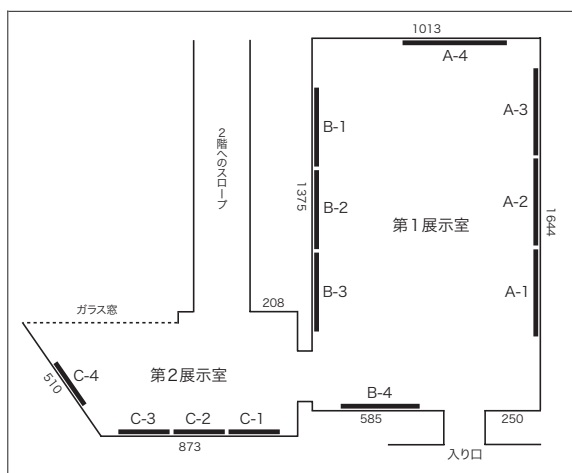 1013
A-4
A-3
B-1
2階へのスロープ
B-2
1375
A-2
1644
第1展示室
B-3
A-1
208
ガラス窓
C-4
510
第2展示室
C-3
C-2
C-1
873
B-4
585
250
入り口